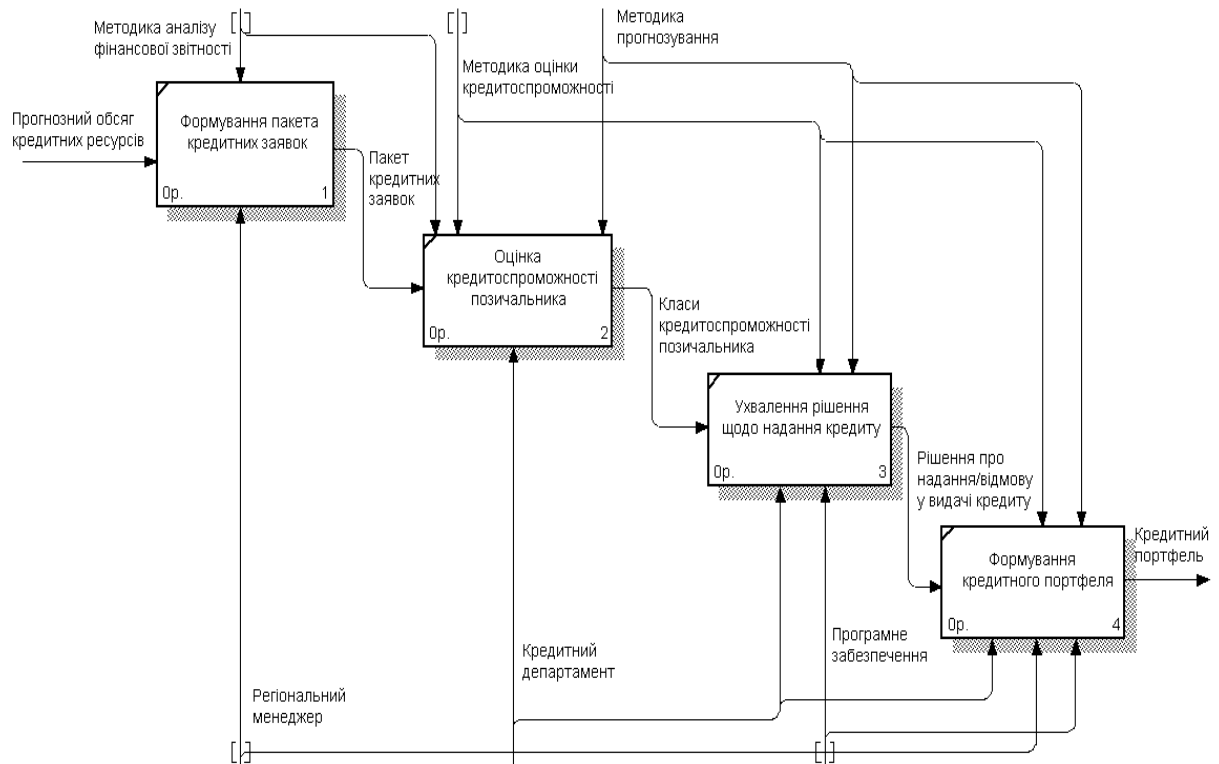 Методика аналізу
фінансової звітності
Методика
прогнозування
Методика оцінки
кредитоспроможності
Прогнозний обсяг
кредитних ресурсів
Формування пакета
кредитних заявок
0р.
1
Пакет
кредитних
заявок
Оцінка
кредитоспроможності
позичальника
0р.
2
Класи
кредитоспроможності
позичальника
Ухвалення рішення
щодо надання кредиту
0р.
3
Рішення про
надання/відмову
у видачі кредиту
Формування
кредитного портфеля
0р.
4
Кредитний
портфель
Програмне
забезпечення
Кредитний
департамент
Регіональний
менеджер